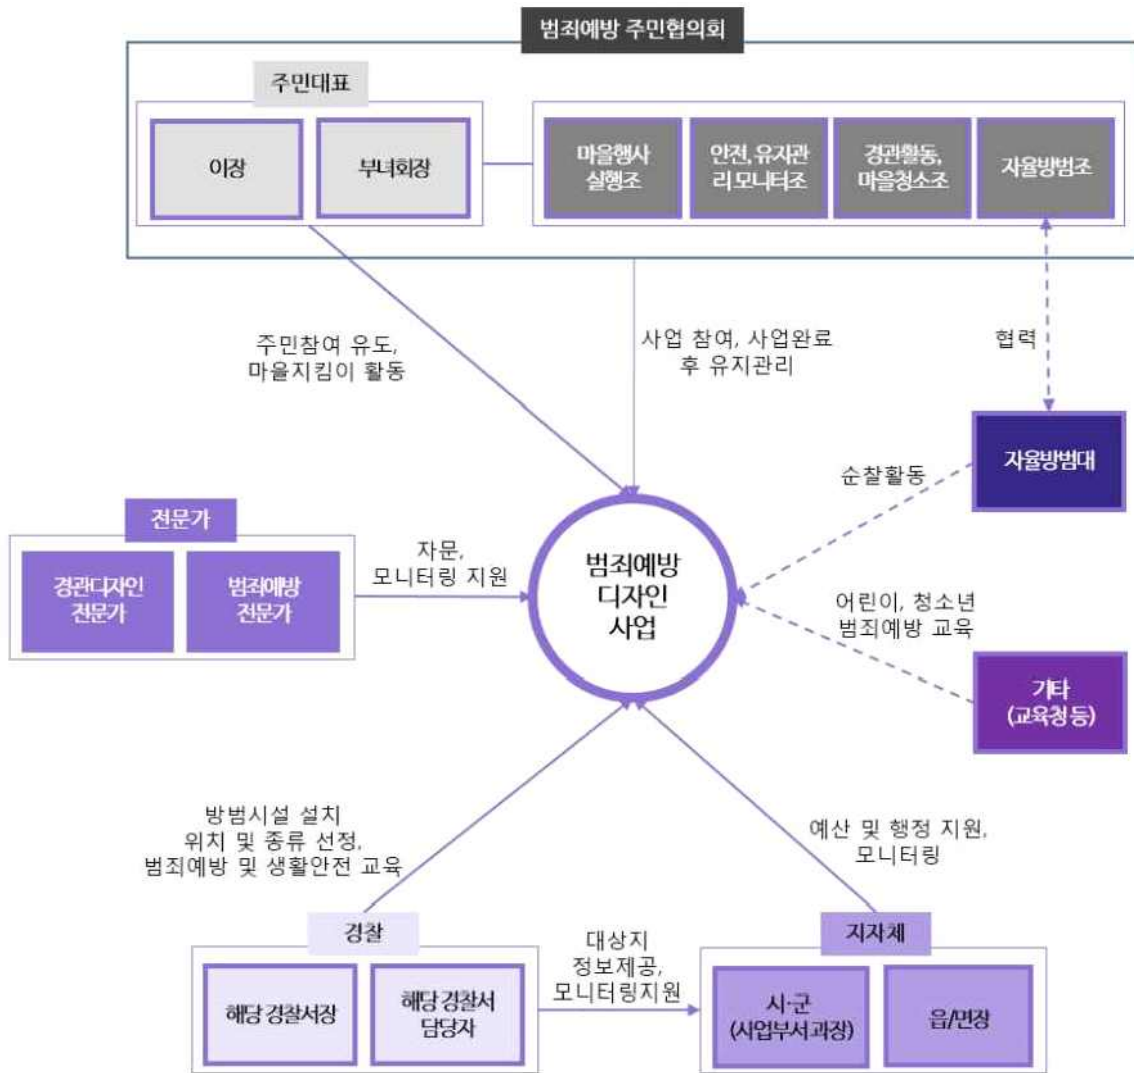 범죄예방 주민협의회
주민대표
이장
부녀회장
마을행사
실행조
안전, 유지관
리 모니터조
경관활동,
마을청소조
자율방범조
주민참여 유도,
마을지킴이 활동
사업 참여, 사업완료
후 유지관리
협력
자율방범대
순찰활동
전문가
경관디자인
전문가
범죄예방
전문가
자문,
모니터링 지원
범죄예방
디자인
사업
어린이, 청소년
범죄예방 교육
기타
(교육청 등)
방범시설 설치
위치 및 종류 선정,
범죄예방 및 생활안전 교육
예산 및 행정 지원,
모니터링
경찰
해당 경찰서장
해당 경찰서
담당자
대상지
정보제공,
모니터링지원
지자체
시·군
(사업부서 과장)
읍/면장